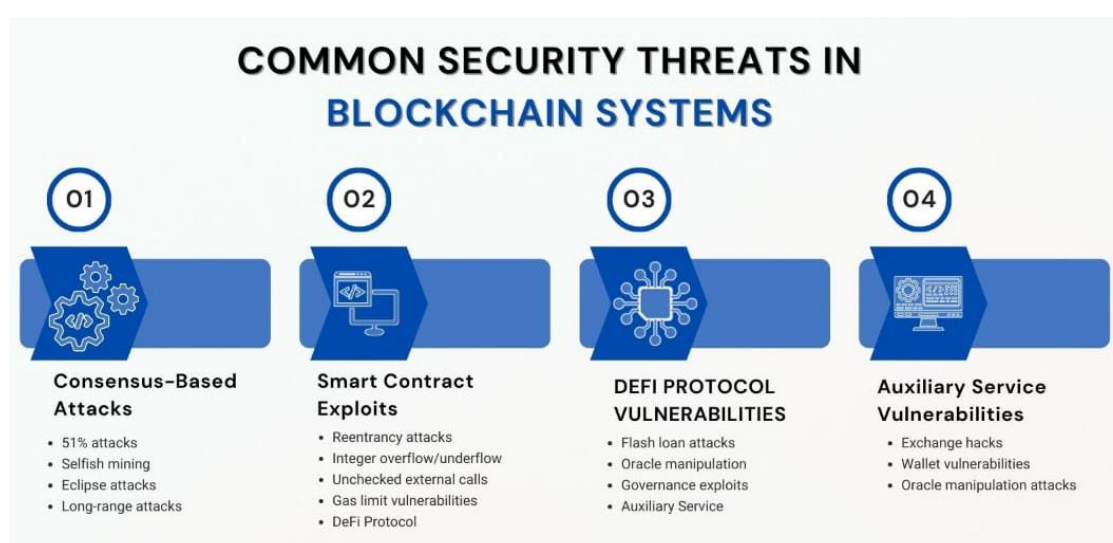 COMMON SECURITY THREATS IN
BLOCKCHAIN SYSTEMS
01
Consensus-Based
Attacks
• 51% attacks
• Selfish mining
• Eclipse attacks
• Long-range attacks
02
</>
Smart Contract
Exploits
• Reentrancy attacks
• Integer overflow/underflow
• Unchecked external calls
• Gas limit vulnerabilities
• DeFi Protocol
03
DEFI PROTOCOL
VULNERABILITIES
• Flash loan attacks
• Oracle manipulation
• Governance exploits
• Auxiliary Service
04
Auxiliary Service
Vulnerabilities
• Exchange hacks
• Wallet vulnerabilities
• Oracle manipulation attacks